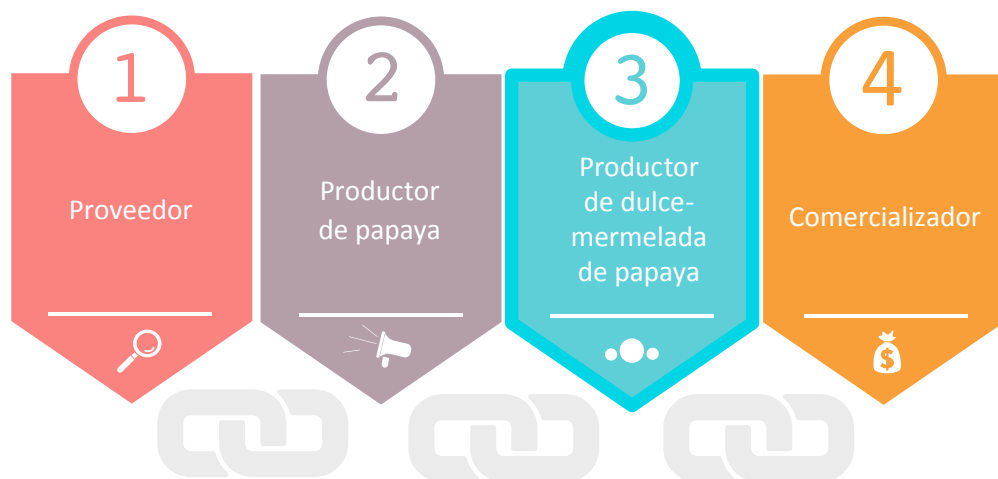 1
Proveedor
2
Productor
de papaya
3
Productor
de dulce-
mermelada
de papaya
4
Comercializador
$